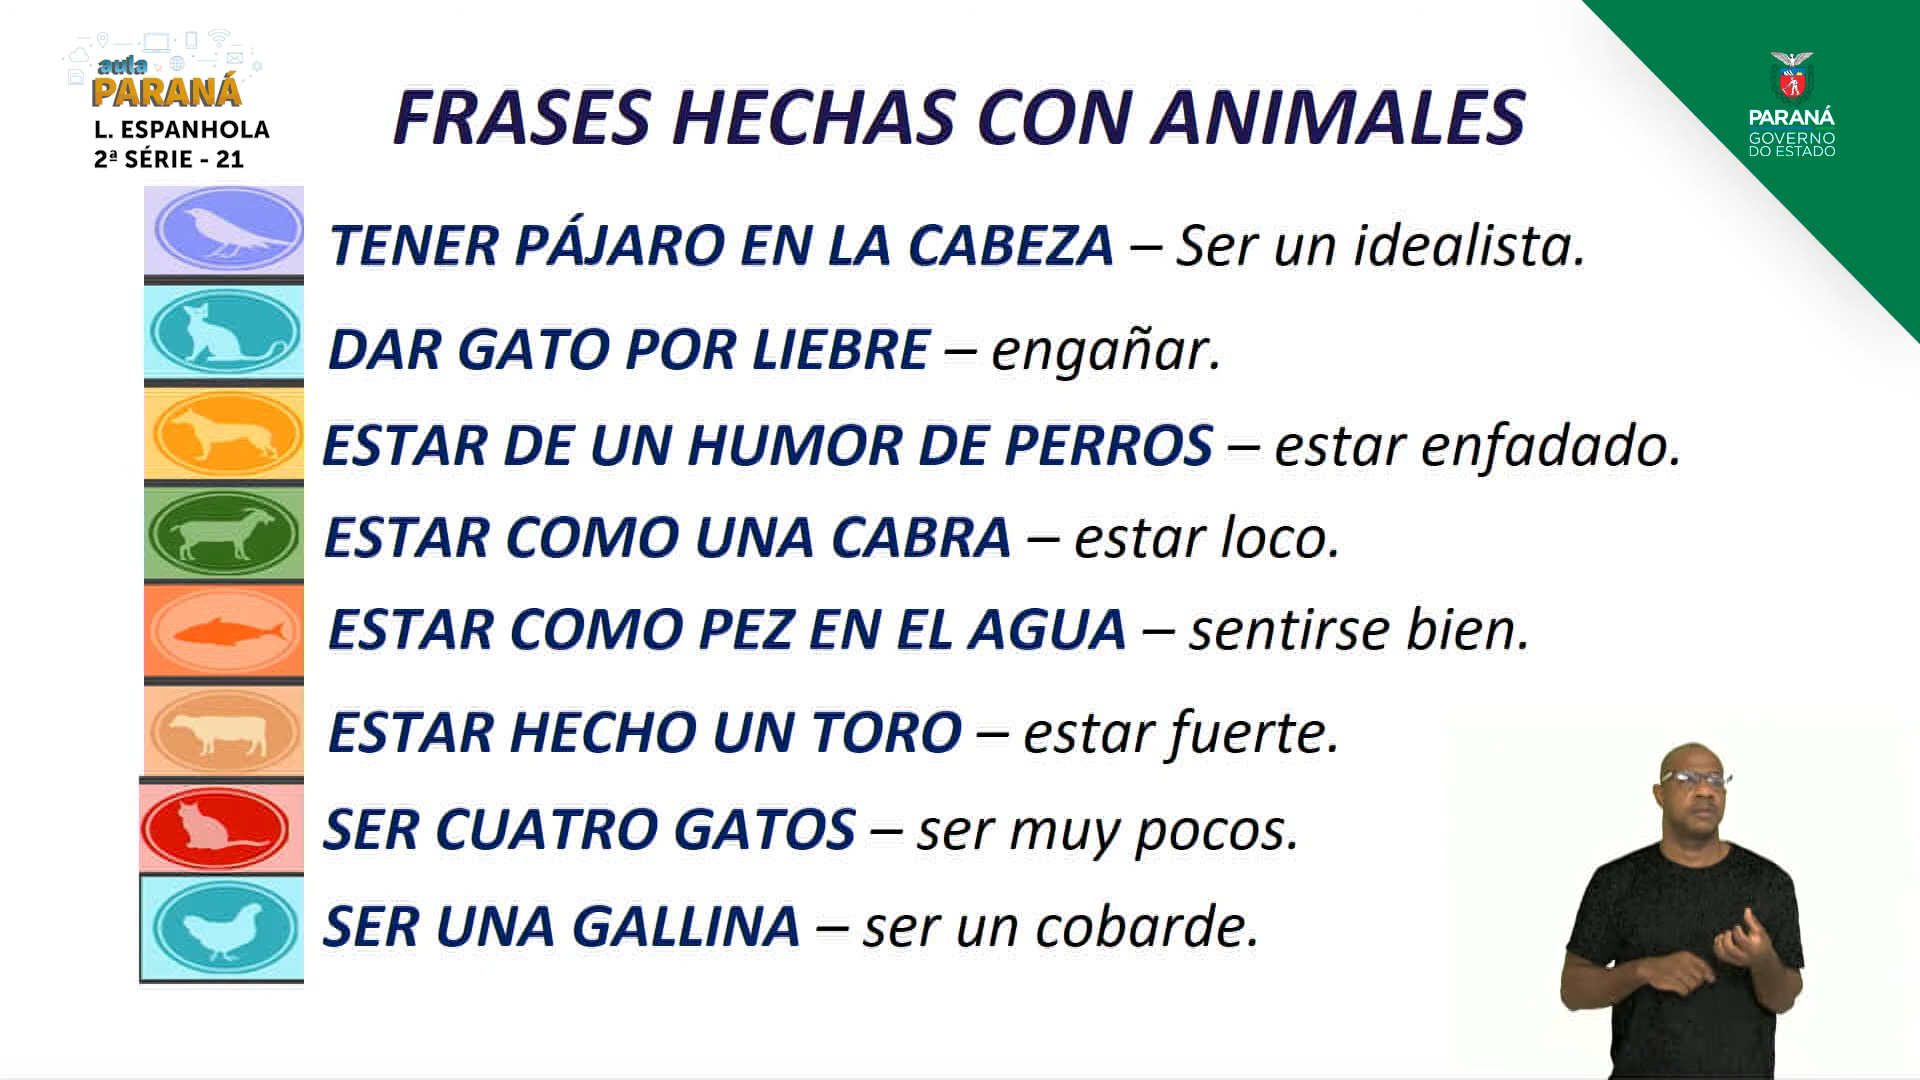 aula
PARANÁ
L. ESPANHOLA
2ª SÉRIE - 21
FRASES HECHAS CON ANIMALES
PARANÁ
GOVERNO
DO ESTADO
TENER PÁJARO EN LA CABEZA – Ser un idealista.
DAR GATO POR LIEBRE – engañar.
ESTAR DE UN HUMOR DE PERROS – estar enfadado.
ESTAR COMO UNA CABRA – estar loco.
ESTAR COMO PEZ EN EL AGUA – sentirse bien.
ESTAR HECHO UN TORO – estar fuerte.
SER CUATRO GATOS – ser muy pocos.
SER UNA GALLINA – ser un cobarde.